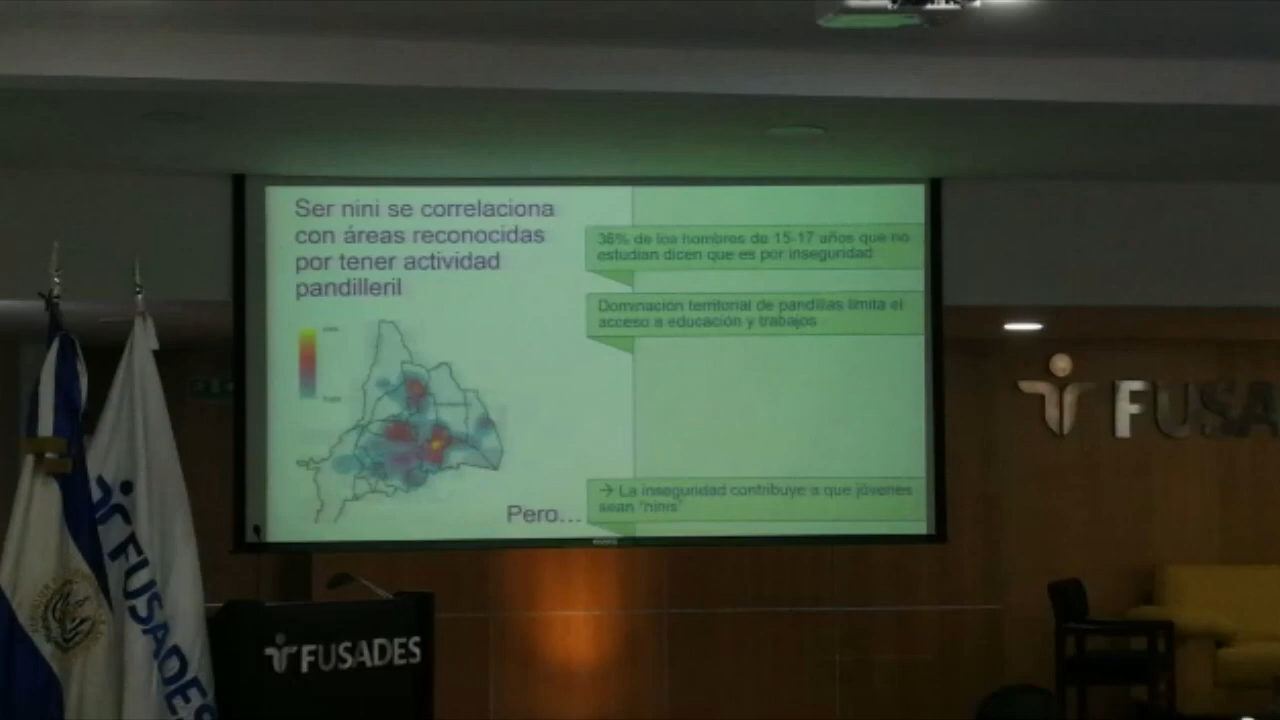 Ser nini se correlaciona
con áreas reconocidas
por tener actividad
pandilleril
38% de los hombres de 15-17 años que no
estudian dicen que es por inseguridad
Dominación territorial de pandillas limita el
acceso a educación y trabajos
→ La inseguridad contribuye a que jóvenes
sean "ninis"
Pero...
FUSA
FUSADES
FUSADES